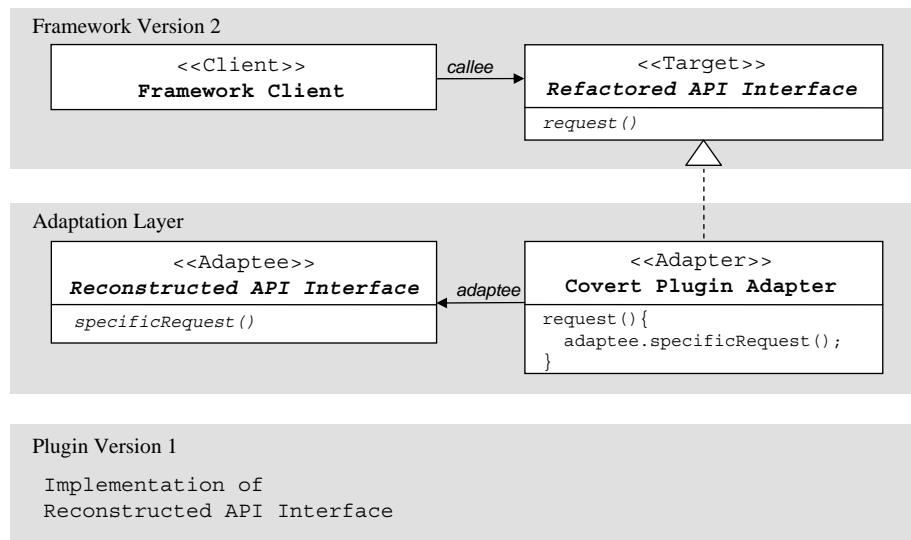 Framework Version 2
<<Client>>
Framework Client
callee
<<Target>>
Refactored API Interface
request()
Adaptation Layer
<<Adaptee>>
Reconstructed API Interface
specificRequest()
adaptee
<<Adapter>>
Covert Plugin Adapter
request(){
adaptee.specificRequest();
}
Plugin Version 1
Implementation of
Reconstructed API Interface